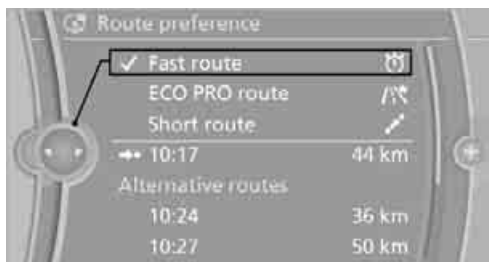 Route preference
Fast route
ECO PRO route
Short route
10:17 44 km
Alternative routes
10:24 36 km
10:27 50 km